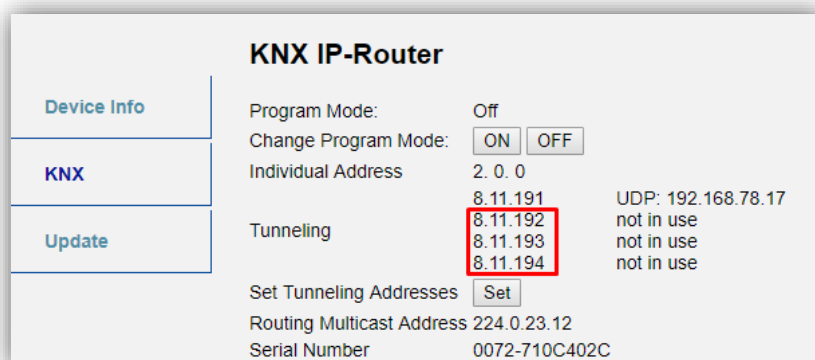 KNX IP-Router
Device Info
Program Mode: Off
Change Program Mode: ON OFF
KNX
Individual Address 2. 0. 0
8.11.191 UDP: 192.168.78.17
8.11.192 not in use
Tunneling
8.11.193 not in use
Update
8.11.194 not in use
Set Tunneling Addresses Set
Routing Multicast Address 224.0.23.12
Serial Number 0072-710C402C